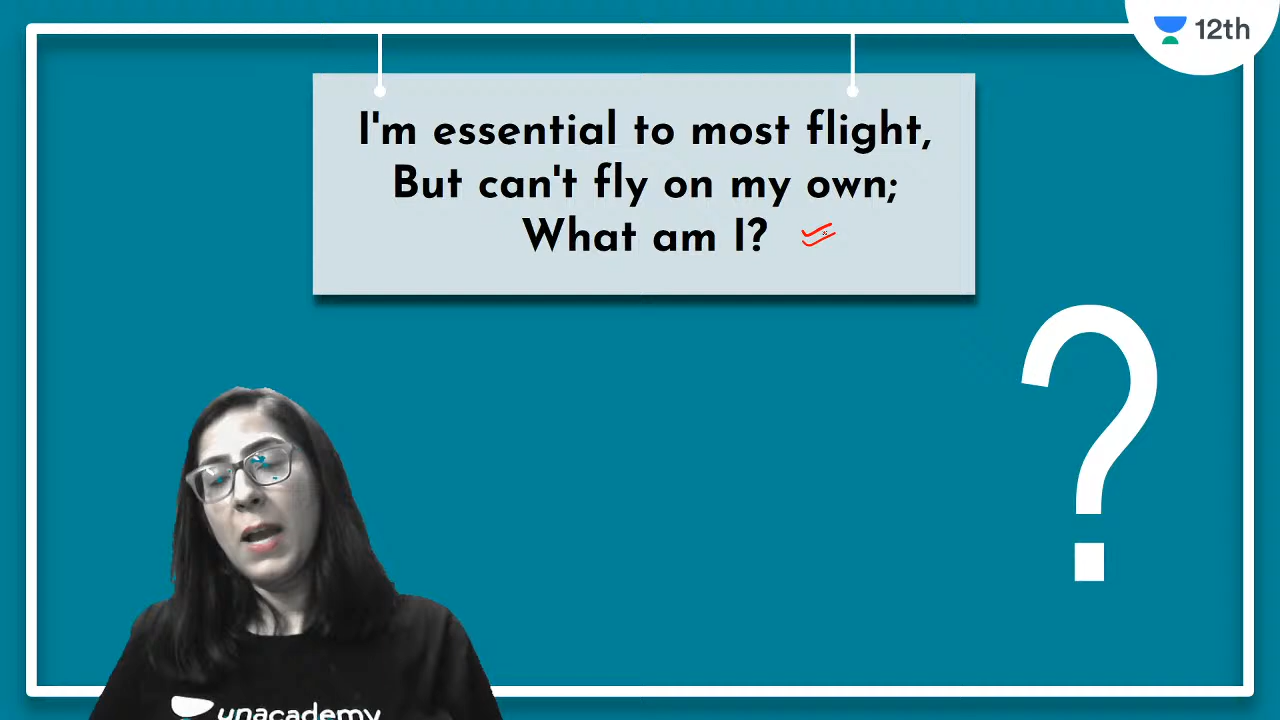 12th
I'm essential to most flight,
But can't fly on my own;
What am I?
?
unacademy